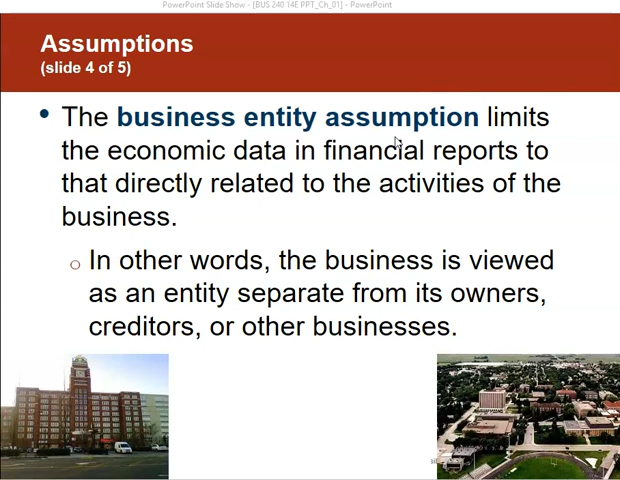 PowerPoint Slide Show - [BUS 240 14E PPT_Ch_01] - PowerPoint
Assumptions
(slide 4 of 5)
• The business entity assumption limits
the economic data in financial reports to
that directly related to the activities of the
business.
o In other words, the business is viewed
as an entity separate from its owners,
creditors, or other businesses.